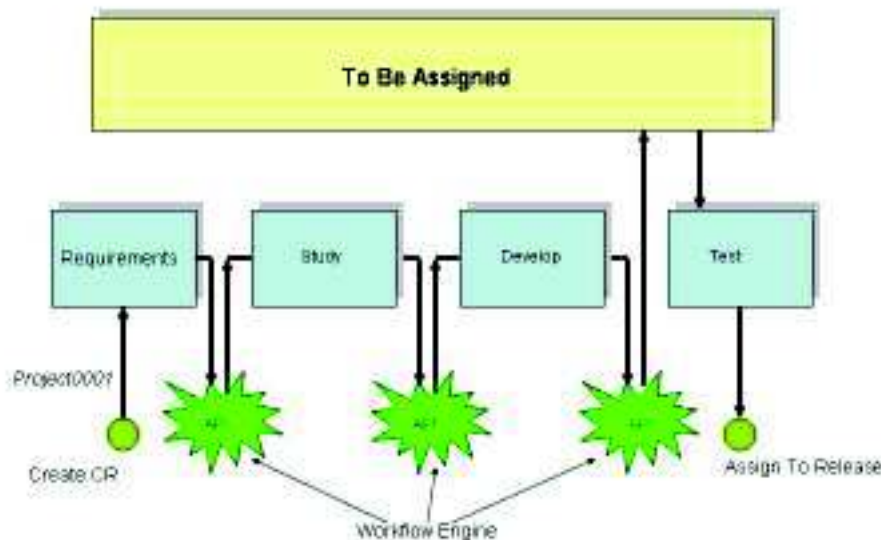 To Be Assigned
Requirements
Study
Develop
Test
Project0001
Create CR
Assign To Release
Workflow Engine